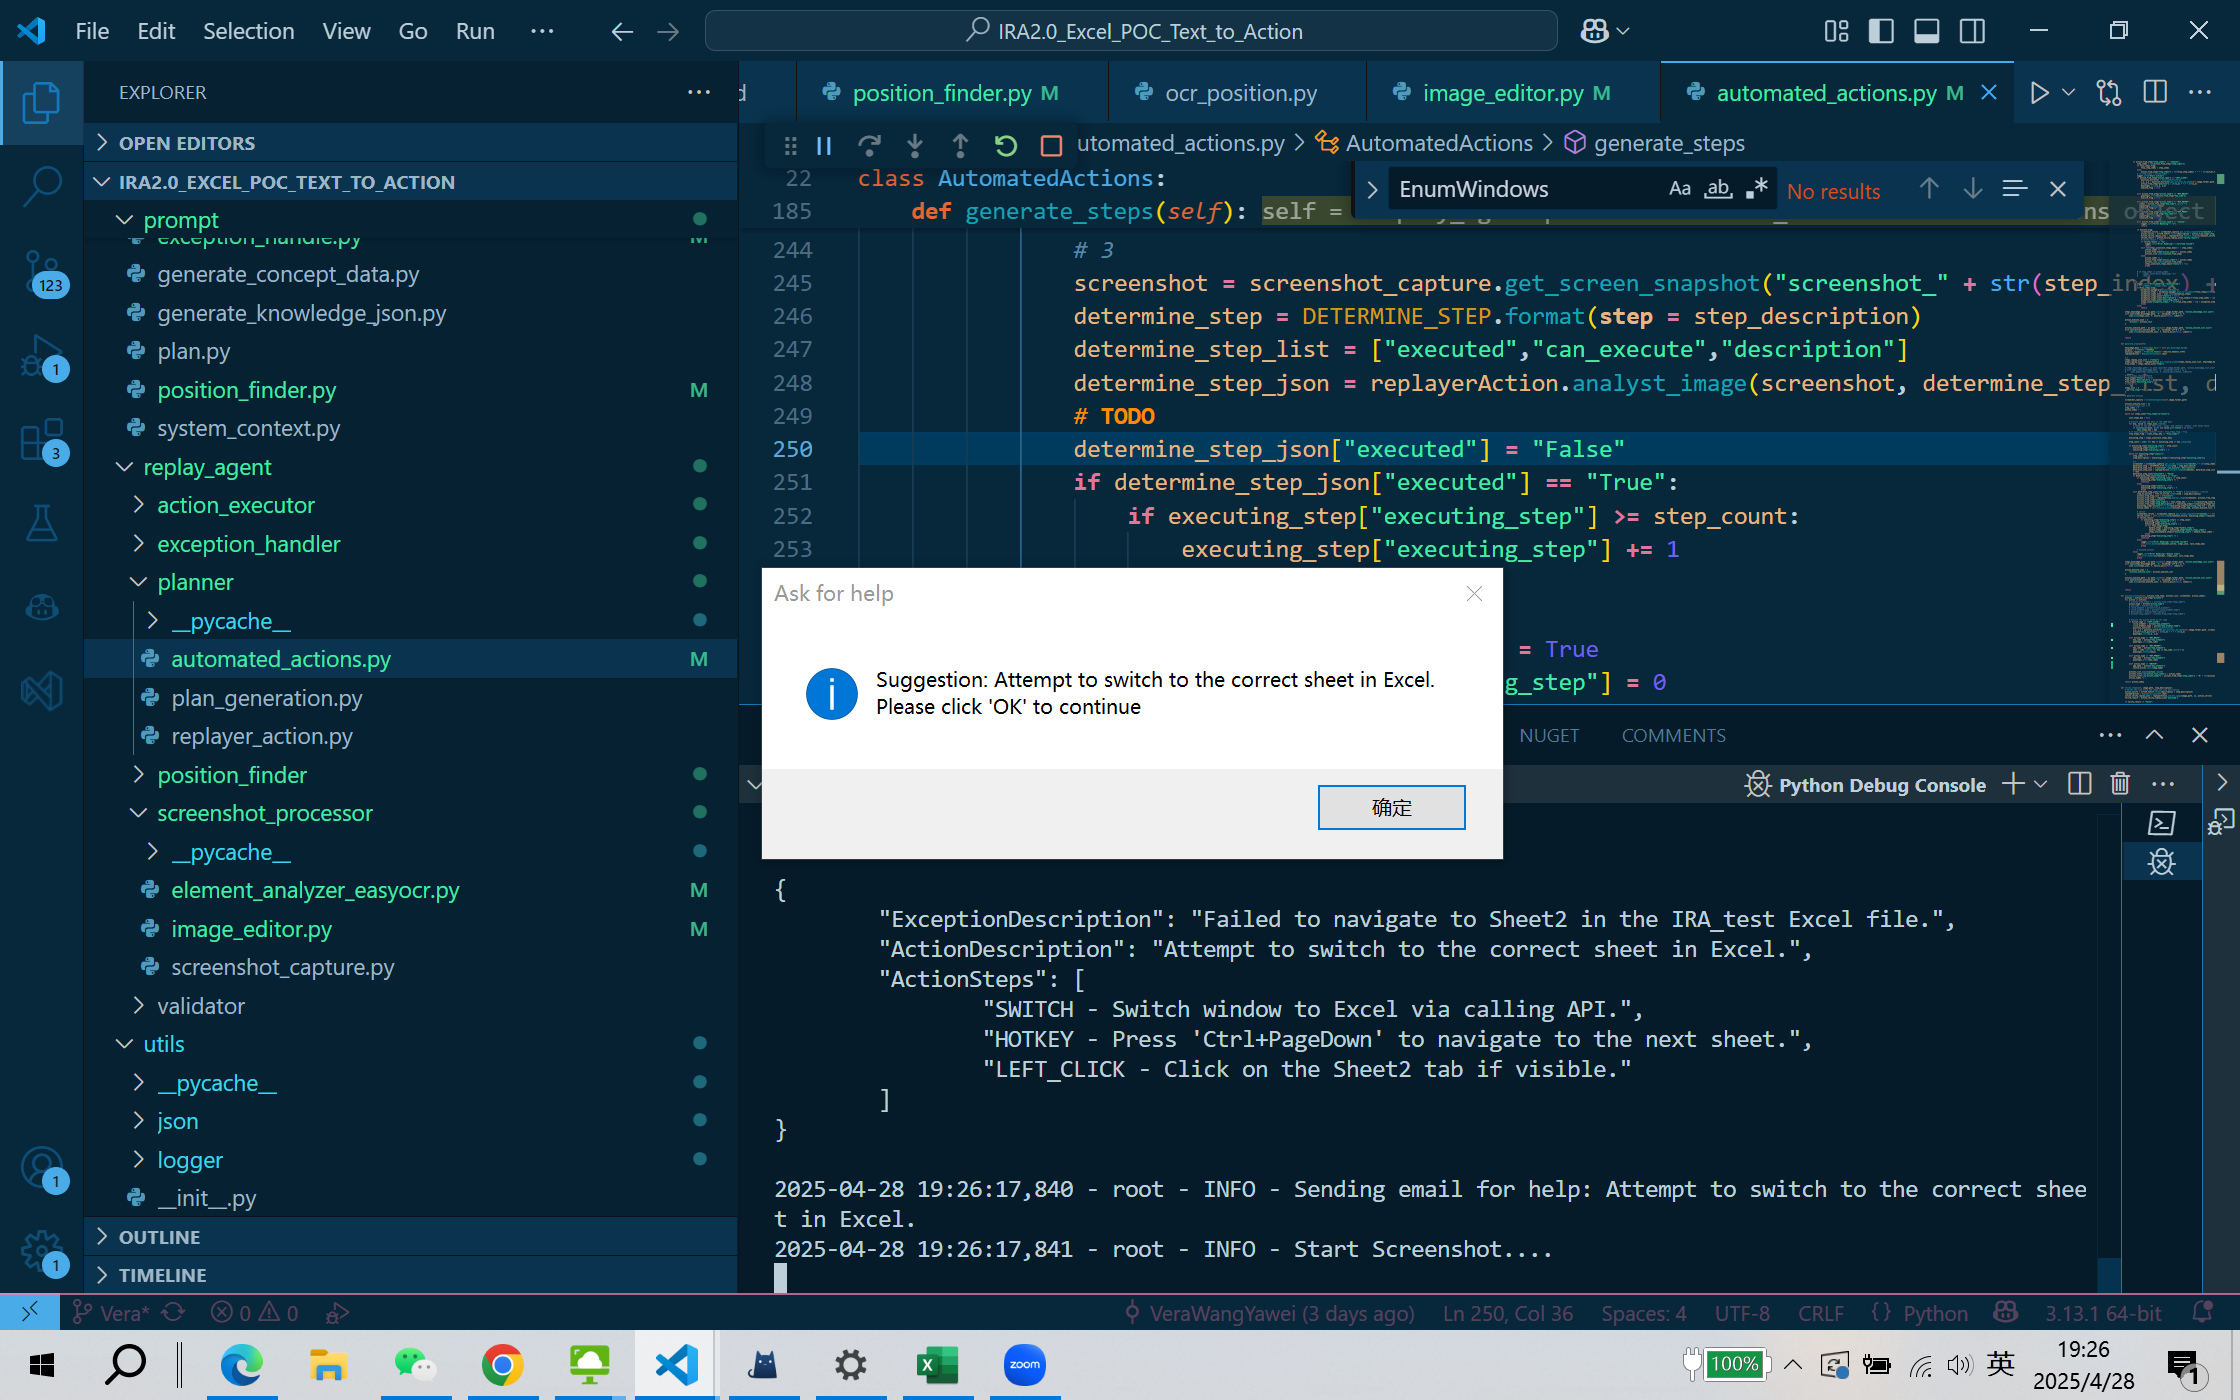 File Edit Selection View Go Run ···
IRA2.0_Excel_POC_Text_to_Action
EXPLORER
OPEN EDITORS
IRA2.0_EXCEL_POC_TEXT_TO_ACTION
prompt
exception_handle.py M
generate_concept_data.py
generate_knowledge_json.py
plan.py
position_finder.py M
system_context.py
replay_agent
action_executor
exception_handler
planner
__pycache__
automated_actions.py M
plan_generation.py
replayer_action.py
position_finder
screenshot_processor
__pycache__
element_analyzer_easyocr.py M
image_editor.py M
screenshot_capture.py
validator
utils
__pycache__
json
logger
__init__.py
OUTLINE
TIMELINE
123
1
3
1
1
d position_finder.py M ocr_position.py image_editor.py M automated_actions.py M
utomated_actions.py > AutomatedActions > generate_steps
EnumWindows Aa ab .* No results
22 class AutomatedActions:
185 def generate_steps(self): self =
ns object
244 # 3
245 screenshot = screenshot_capture.get_screen_snapshot("screenshot_" + str(step_index) +
246 determine_step = DETERMINE_STEP.format(step = step_description)
247 determine_step_list = ["executed","can_execute","description"]
248 determine_step_json = replayerAction.analyst_image(screenshot, determine_step_list, d
249 # TODO
250 determine_step_json["executed"] = "False"
251 if determine_step_json["executed"] == "True":
252 if executing_step["executing_step"] >= step_count:
253 executing_step["executing_step"] += 1
= True
g_step"] = 0
Ask for help
Suggestion: Attempt to switch to the correct sheet in Excel.
Please click 'OK' to continue
确定
NUGET COMMENTS
Python Debug Console
{
"ExceptionDescription": "Failed to navigate to Sheet2 in the IRA_test Excel file.",
"ActionDescription": "Attempt to switch to the correct sheet in Excel.",
"ActionSteps": [
"SWITCH - Switch window to Excel via calling API.",
"HOTKEY - Press 'Ctrl+PageDown' to navigate to the next sheet.",
"LEFT_CLICK - Click on the Sheet2 tab if visible."
]
}
2025-04-28 19:26:17,840 - root - INFO - Sending email for help: Attempt to switch to the correct shee
t in Excel.
2025-04-28 19:26:17,841 - root - INFO - Start Screenshot....
Vera* 0 0 VeraWangYawei (3 days ago) Ln 250, Col 36 Spaces: 4 UTF-8 CRLF {} Python 3.13.1 64-bit
zoom
100%
英
19:26
2025/4/28
1